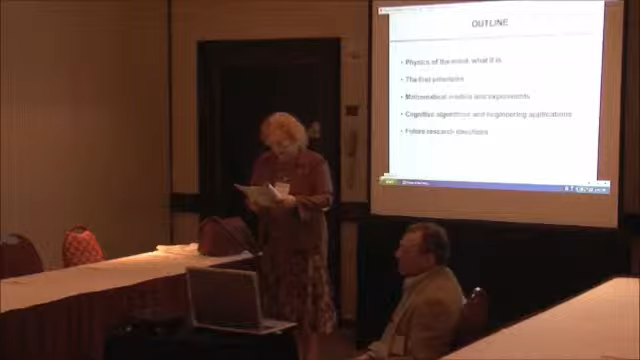 OUTLINE
• Physics of the mind, what it is
• The first principles
• Mathematical models and experiments
• Cognitive algorithms and engineering applications
• Future research directions